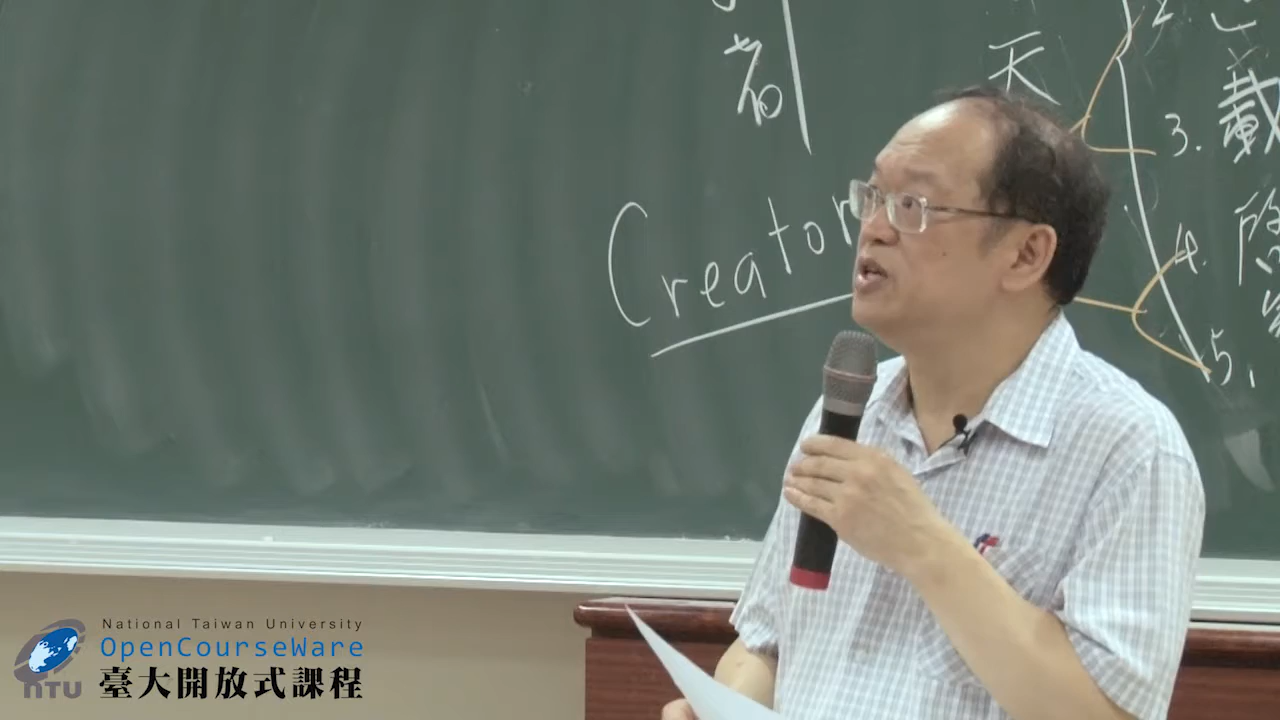 者
天
2.
3. 載
Creator
4.
5.
National Taiwan University
OpenCourseWare
NTU
臺大開放式課程